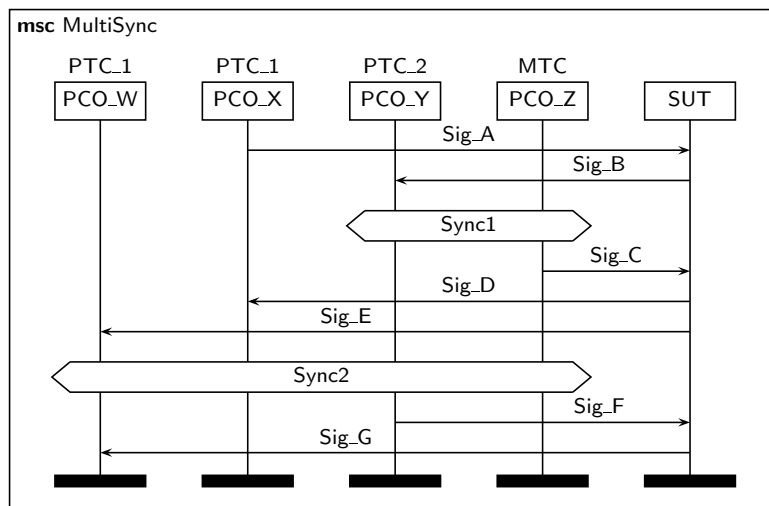 msc MultiSync
PTC_1 PTC_1 PTC_2 MTC
PCO_W PCO_X PCO_Y PCO_Z SUT
Sig_A
Sig_B
Sync1
Sig_C
Sig_D
Sig_E
Sync2
Sig_F
Sig_G